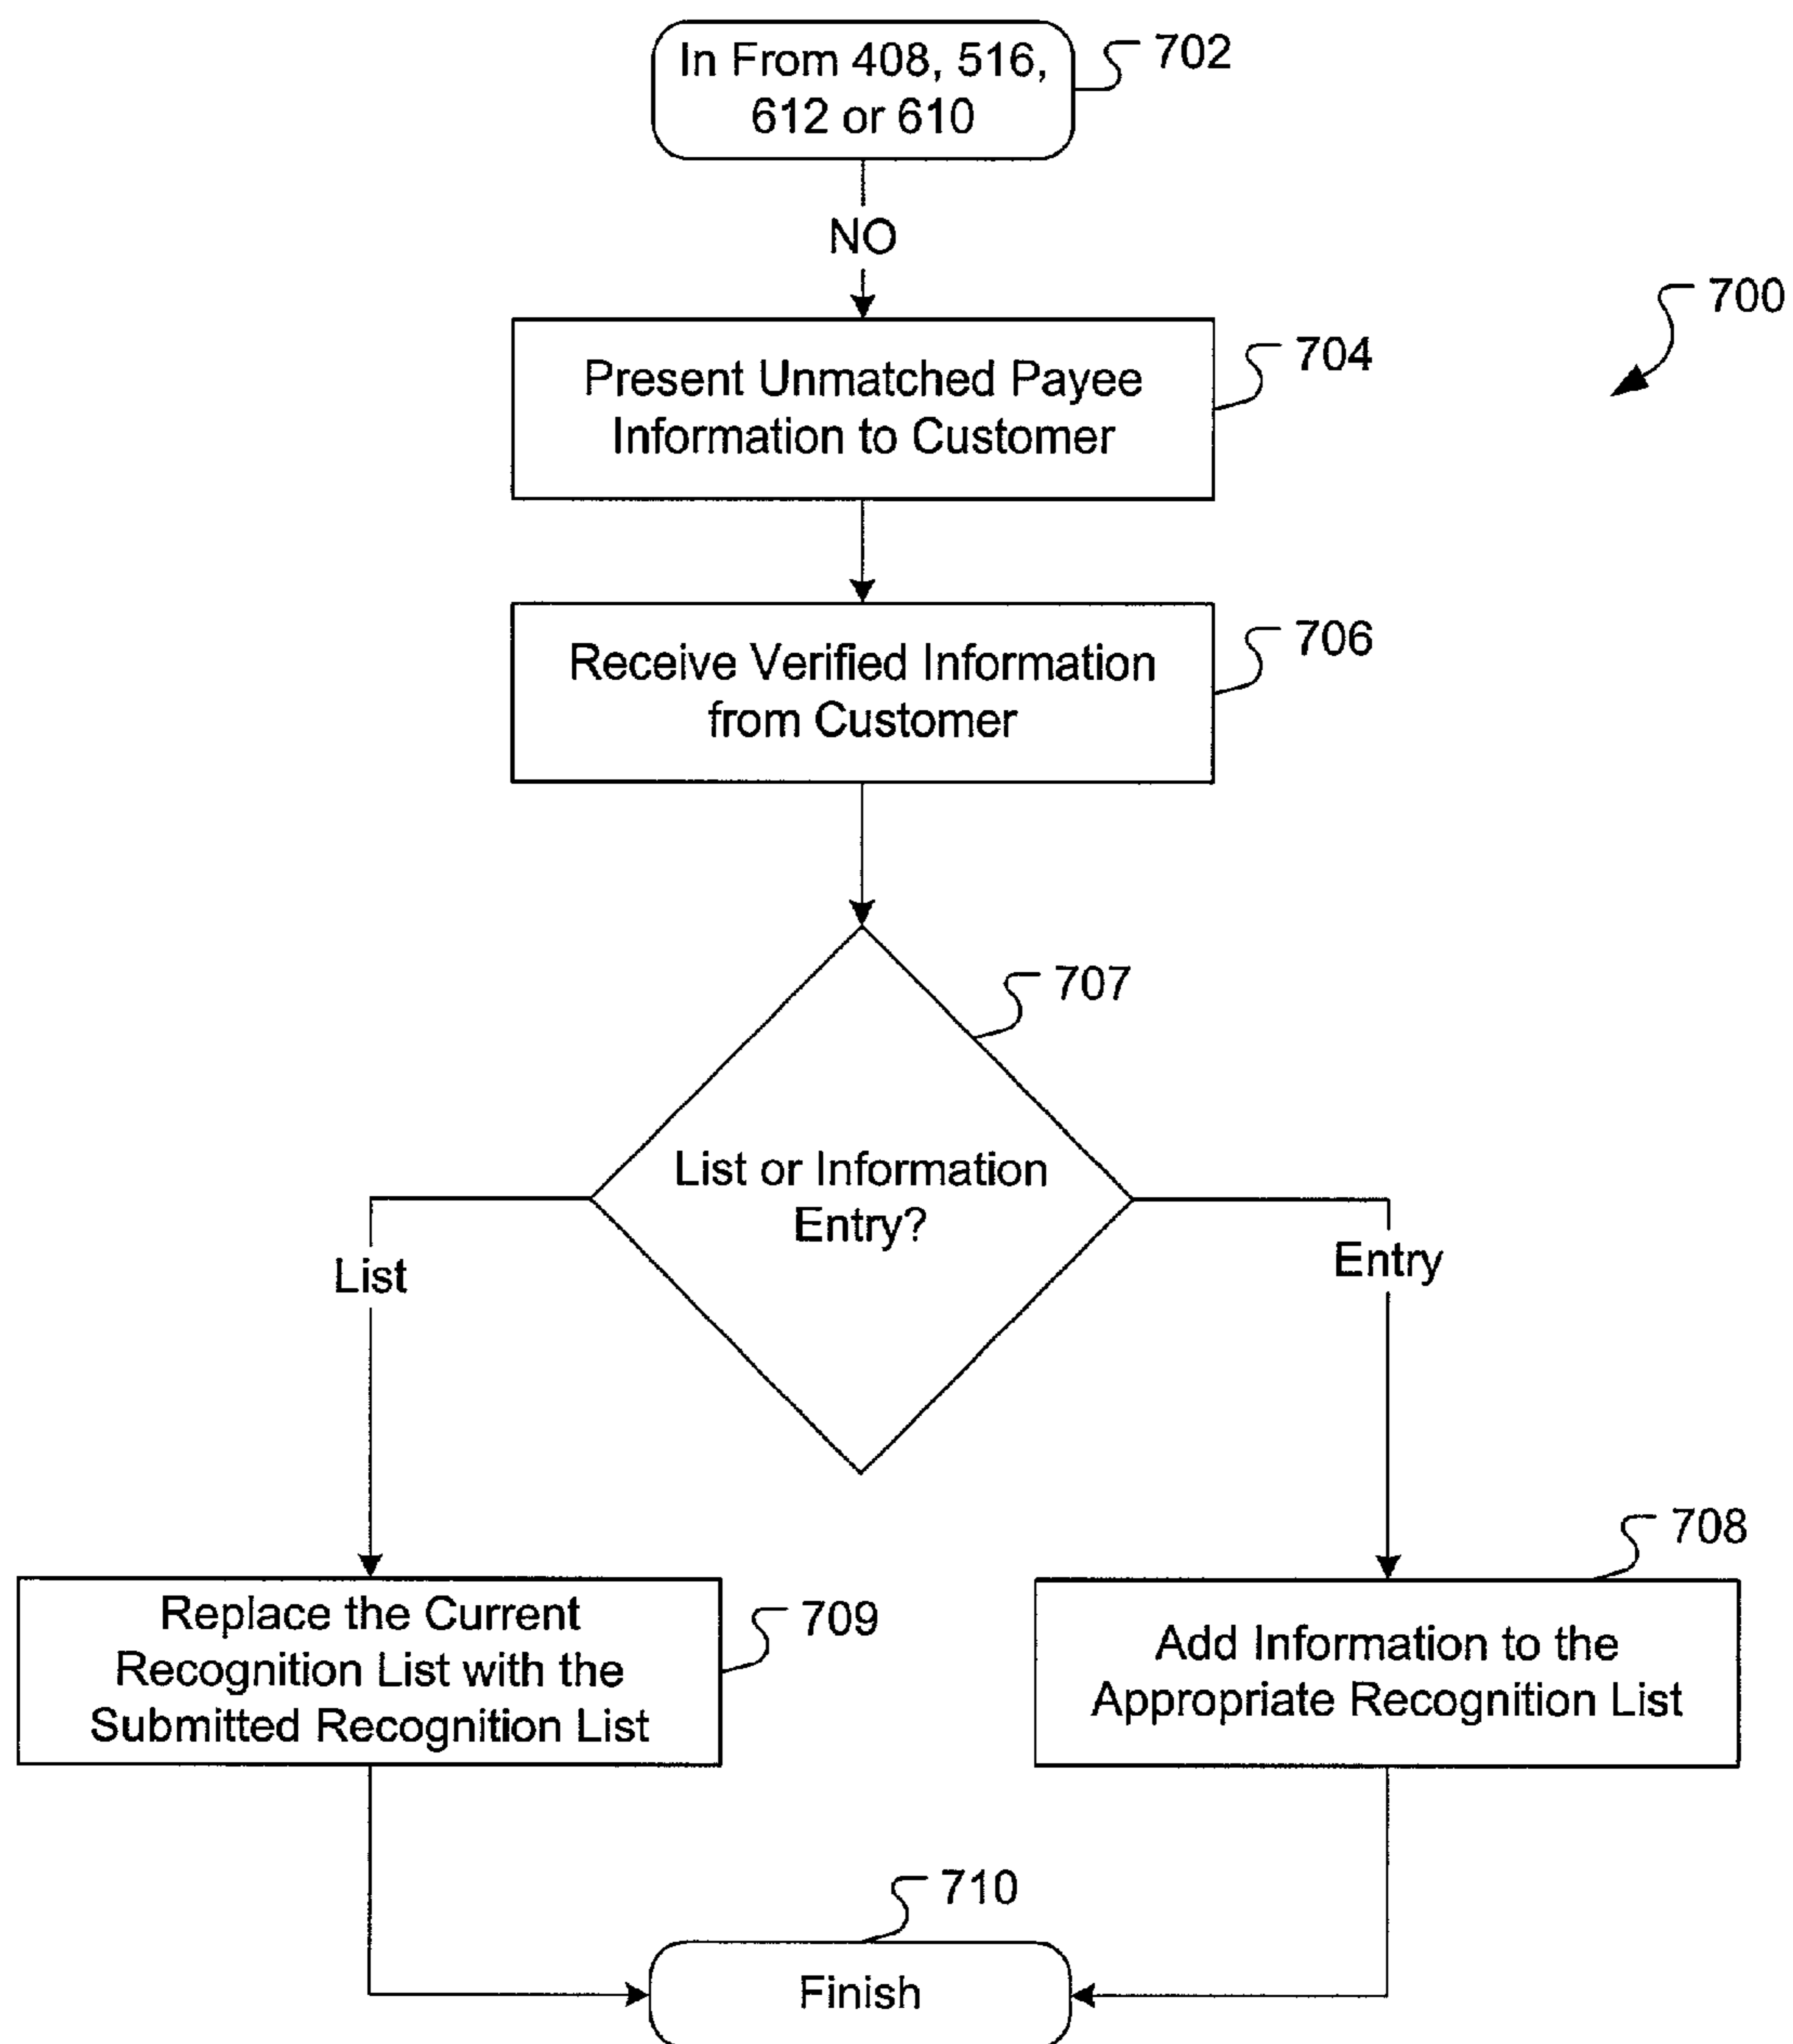 In From 408, 516,
612 or 610
702
NO
700
Present Unmatched Payee
Information to Customer
704
Receive Verified Information
from Customer
706
707
List or Information
Entry?
List
Entry
708
Replace the Current
Recognition List with the
Submitted Recognition List
709
Add Information to the
Appropriate Recognition List
710
Finish